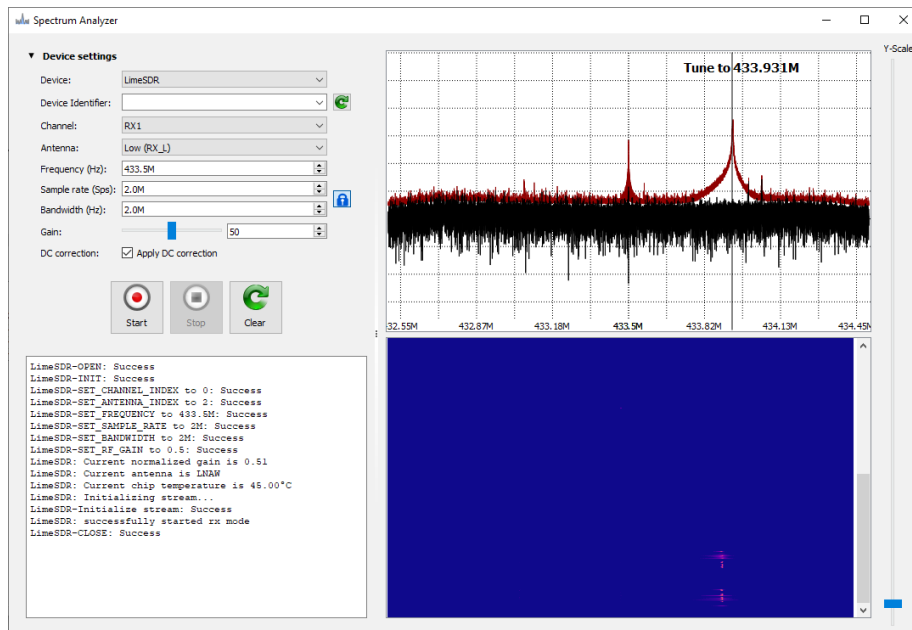 Spectrum Analyzer
Device settings
Device: LimeSDR
Device Identifier:
Channel: RX1
Antenna: Low (RX_L)
Frequency (Hz): 433.5M
Sample rate (Sps): 2.0M
Bandwidth (Hz): 2.0M
Gain: 50
DC correction: Apply DC correction
Start Stop Clear
LimeSDR-OPEN: Success
LimeSDR-INIT: Success
LimeSDR-SET_CHANNEL_INDEX to 0: Success
LimeSDR-SET_ANTENNA_INDEX to 2: Success
LimeSDR-SET_FREQUENCY to 433.5M: Success
LimeSDR-SET_SAMPLE_RATE to 2M: Success
LimeSDR-SET_BANDWIDTH to 2M: Success
LimeSDR-SET_RF_GAIN to 0.5: Success
LimeSDR: Current normalized gain is 0.51
LimeSDR: Current antenna is LNAW
LimeSDR: Current chip temperature is 45.00°C
LimeSDR: Initializing stream...
LimeSDR-Initialize stream: Success
LimeSDR: successfully started rx mode
LimeSDR-CLOSE: Success
Tune to 433.931M
32.55M 432.87M 433.18M 433.5M 433.82M 434.13M 434.45M
Y-Scale